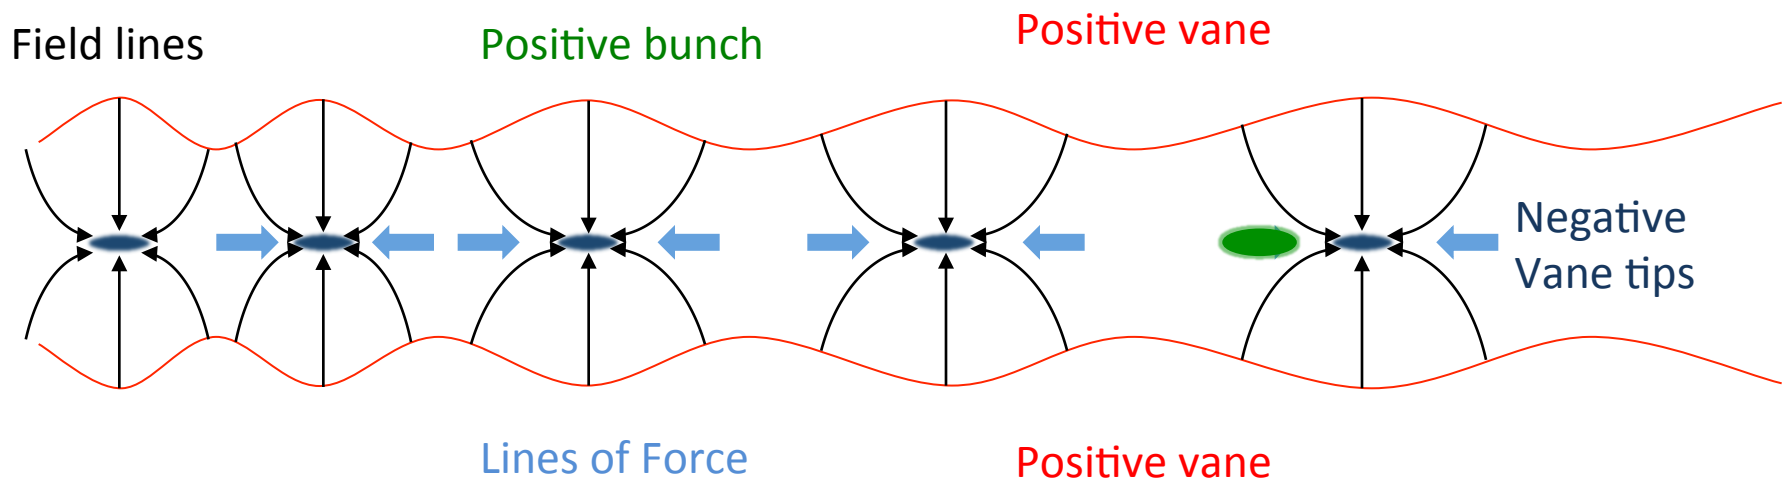 Field lines
Positive bunch
Positive vane
Negative
Vane tips
Lines of Force
Positive vane